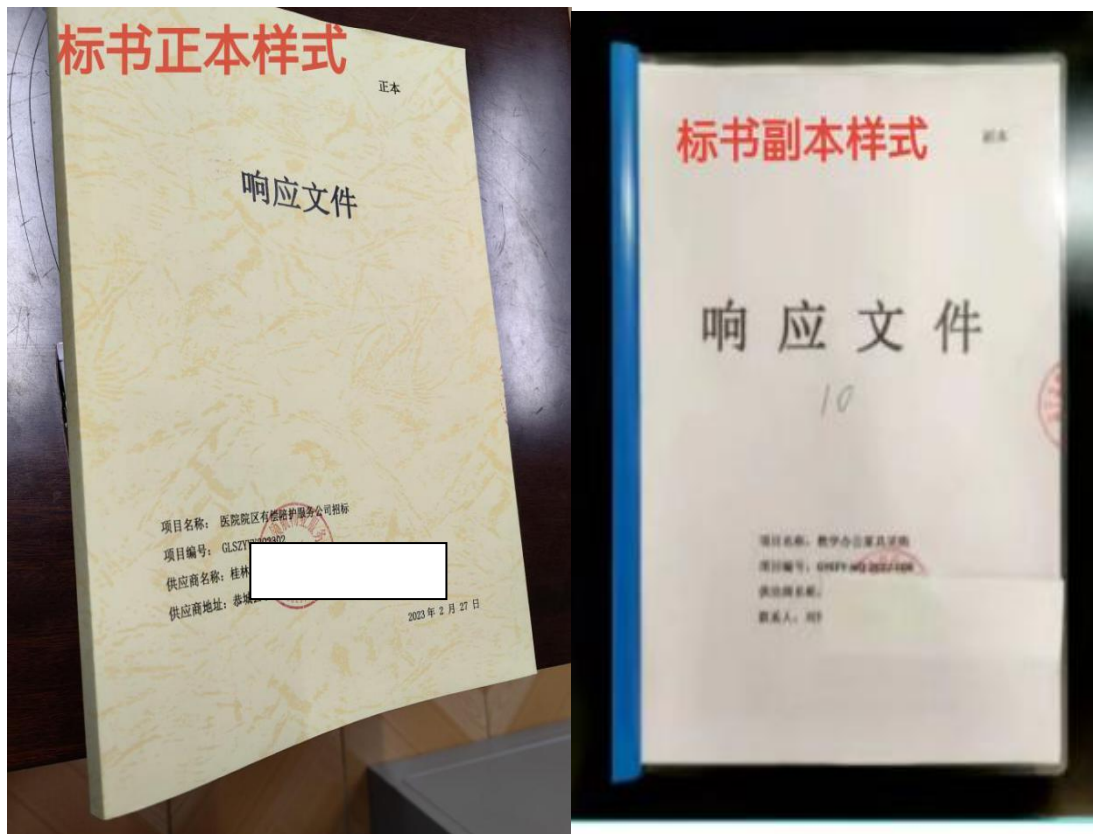 标书正本样式
正本
响应文件
项目名称： 医院院区有偿陪护服务公司招标
项目编号： GLSZY
供应商名称：桂林
供应商地址：恭城
2023 年 2 月 27 日
标书副本样式
副本
响应文件
10
项目名称：教学办公家具采购
项目编号：
供应商名称：
联系人：